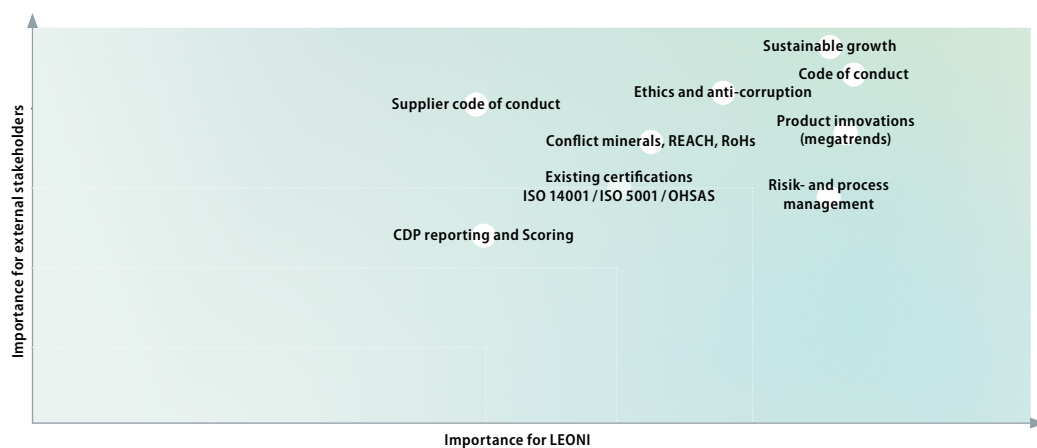 Importance for external stakeholders
Sustainable growth
Code of conduct
Ethics and anti-corruption
Supplier code of conduct
Product innovations
(megatrends)
Conflict minerals, REACH, RoHs
Existing certifications
ISO 14001 / ISO 5001 / OHSAS
Risik- and process
management
CDP reporting and Scoring
Importance for LEONI